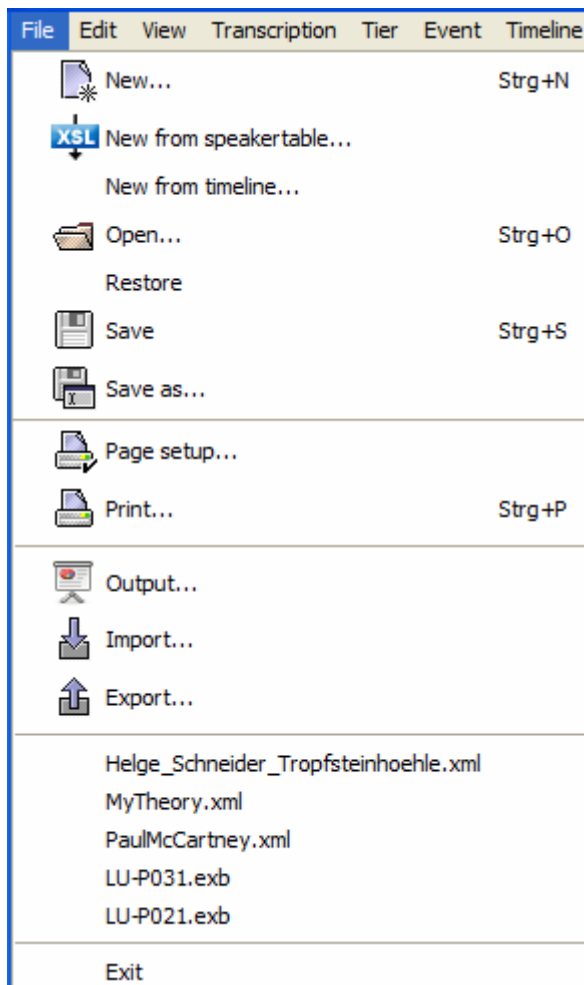 File Edit View Transcription Tier Event Timeline
New... Strg+N
XSL New from speakertable...
New from timeline...
Open... Strg+O
Restore
Save Strg+S
Save as...
Page setup...
Print... Strg+P
Output...
Import...
Export...
Helge_Schneider_Tropfsteinhoehle.xml
MyTheory.xml
PaulMcCartney.xml
LU-P031.exb
LU-P021.exb
Exit